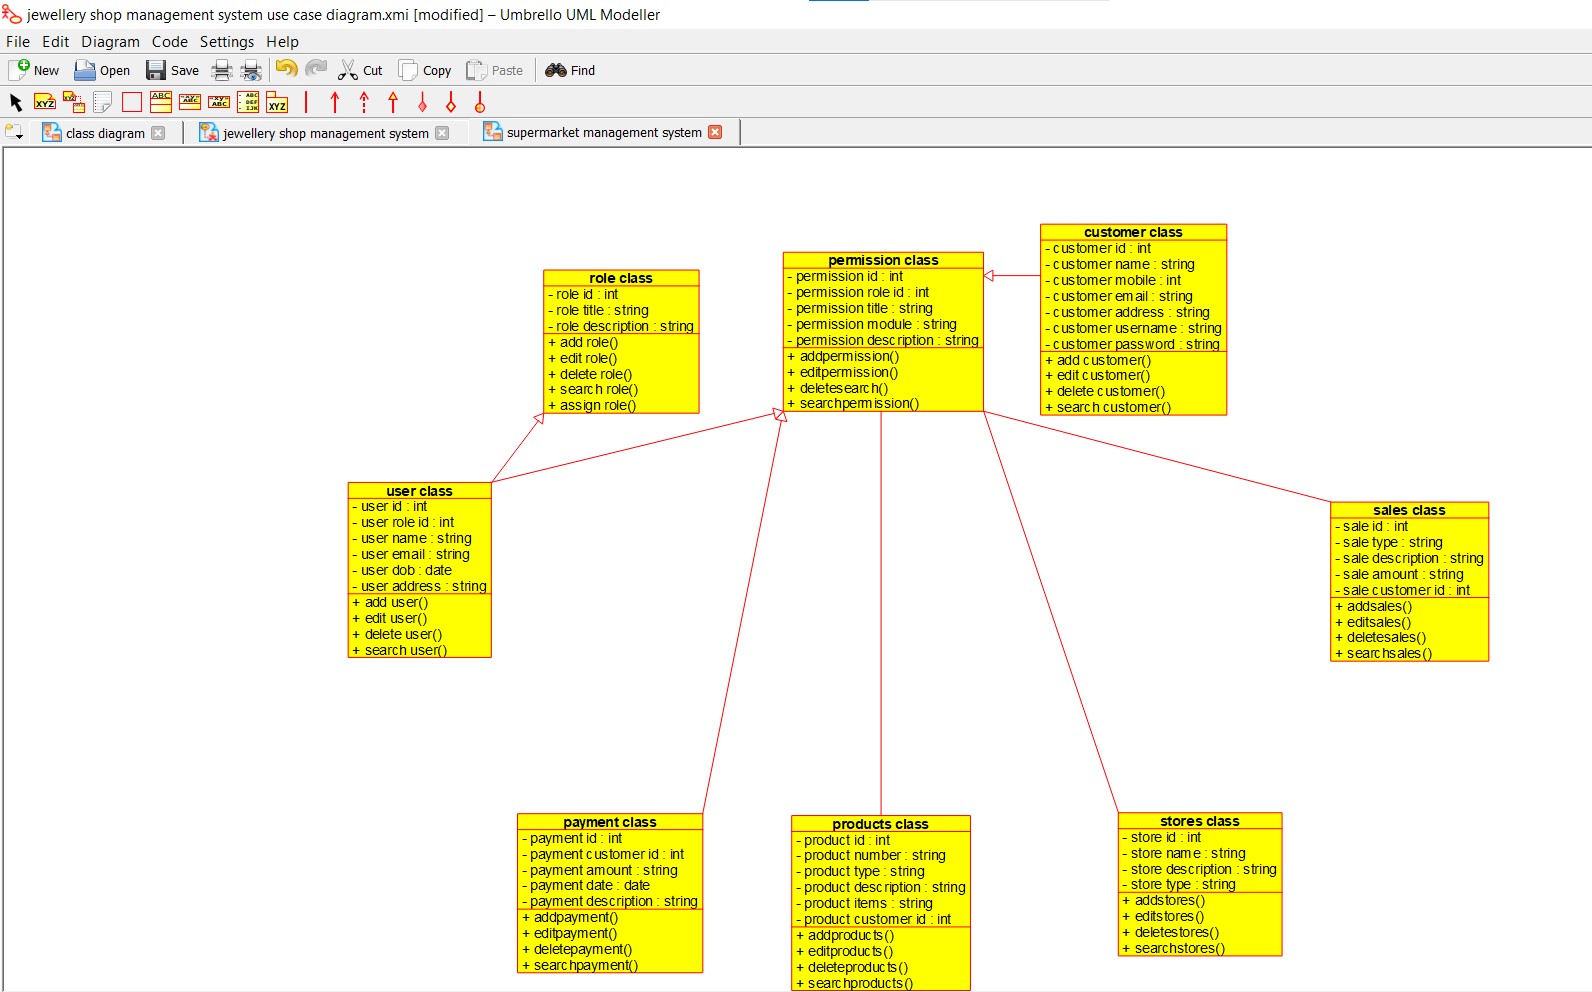 jewellery shop management system use case diagram.xmi [modified] – Umbrello UML Modeller
File Edit Diagram Code Settings Help
New Open Save Cut Copy Paste Find
XYZ XYZ ABC ABC ABC DEF IJK XYZ
class diagram jewellery shop management system supermarket management system
role class
- role id : int
- role title : string
- role description : string
+ add role()
+ edit role()
+ delete role()
+ search role()
+ assign role()
permission class
- permission id : int
- permission role id : int
- permission title : string
- permission module : string
- permission description : string
+ addpermission()
+ editpermission()
+ deletesearch()
+ searchpermission()
customer class
- customer id : int
- customer name : string
- customer mobile : int
- customer email : string
- customer address : string
- customer username : string
- customer password : string
+ add customer()
+ edit customer()
+ delete customer()
+ search customer()
user class
- user id : int
- user role id : int
- user name : string
- user email : string
- user dob : date
- user address : string
+ add user()
+ edit user()
+ delete user()
+ search user()
sales class
- sale id : int
- sale type : string
- sale description : string
- sale amount : string
- sale customer id : int
+ addsales()
+ editsales()
+ deletesales()
+ searchsales()
payment class
- payment id : int
- payment customer id : int
- payment amount : string
- payment date : date
- payment description : string
+ addpayment()
+ editpayment()
+ deletepayment()
+ searchpayment()
products class
- product id : int
- product number : string
- product type : string
- product description : string
- product items : string
- product customer id : int
+ addproducts()
+ editproducts()
+ deleteproducts()
+ searchproducts()
stores class
- store id : int
- store name : string
- store description : string
- store type : string
+ addstores()
+ editstores()
+ deletestores()
+ searchstores()